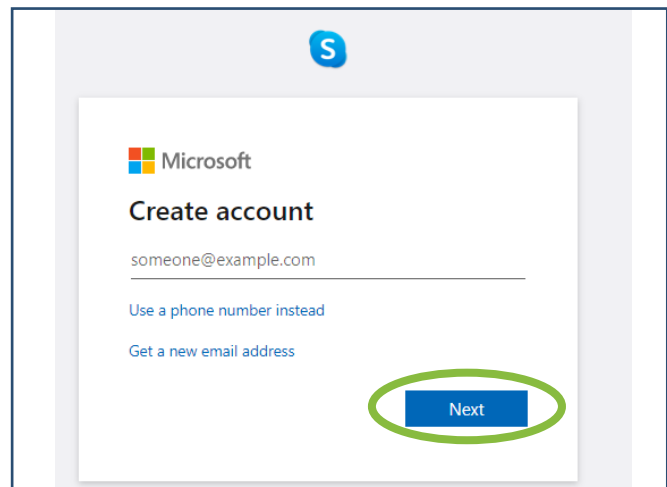 S
Microsoft
Create account
someone@example.com
Use a phone number instead
Get a new email address
Next